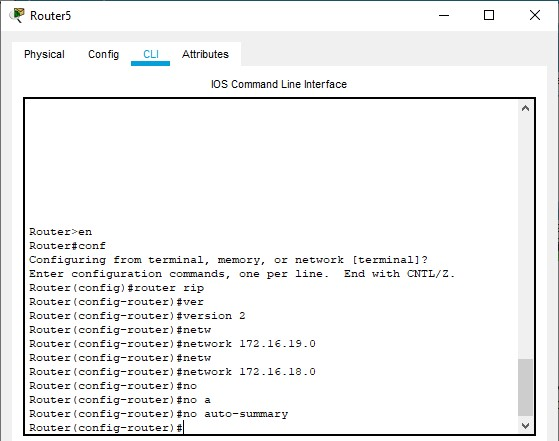 Router5
Physical Config CLI Attributes
IOS Command Line Interface
Router>en
Router#conf
Configuring from terminal, memory, or network [terminal]?
Enter configuration commands, one per line.  End with CNTL/Z.
Router(config)#router rip
Router(config-router)#ver
Router(config-router)#version 2
Router(config-router)#netw
Router(config-router)#network 172.16.19.0
Router(config-router)#netw
Router(config-router)#network 172.16.18.0
Router(config-router)#no
Router(config-router)#no a
Router(config-router)#no auto-summary
Router(config-router)#